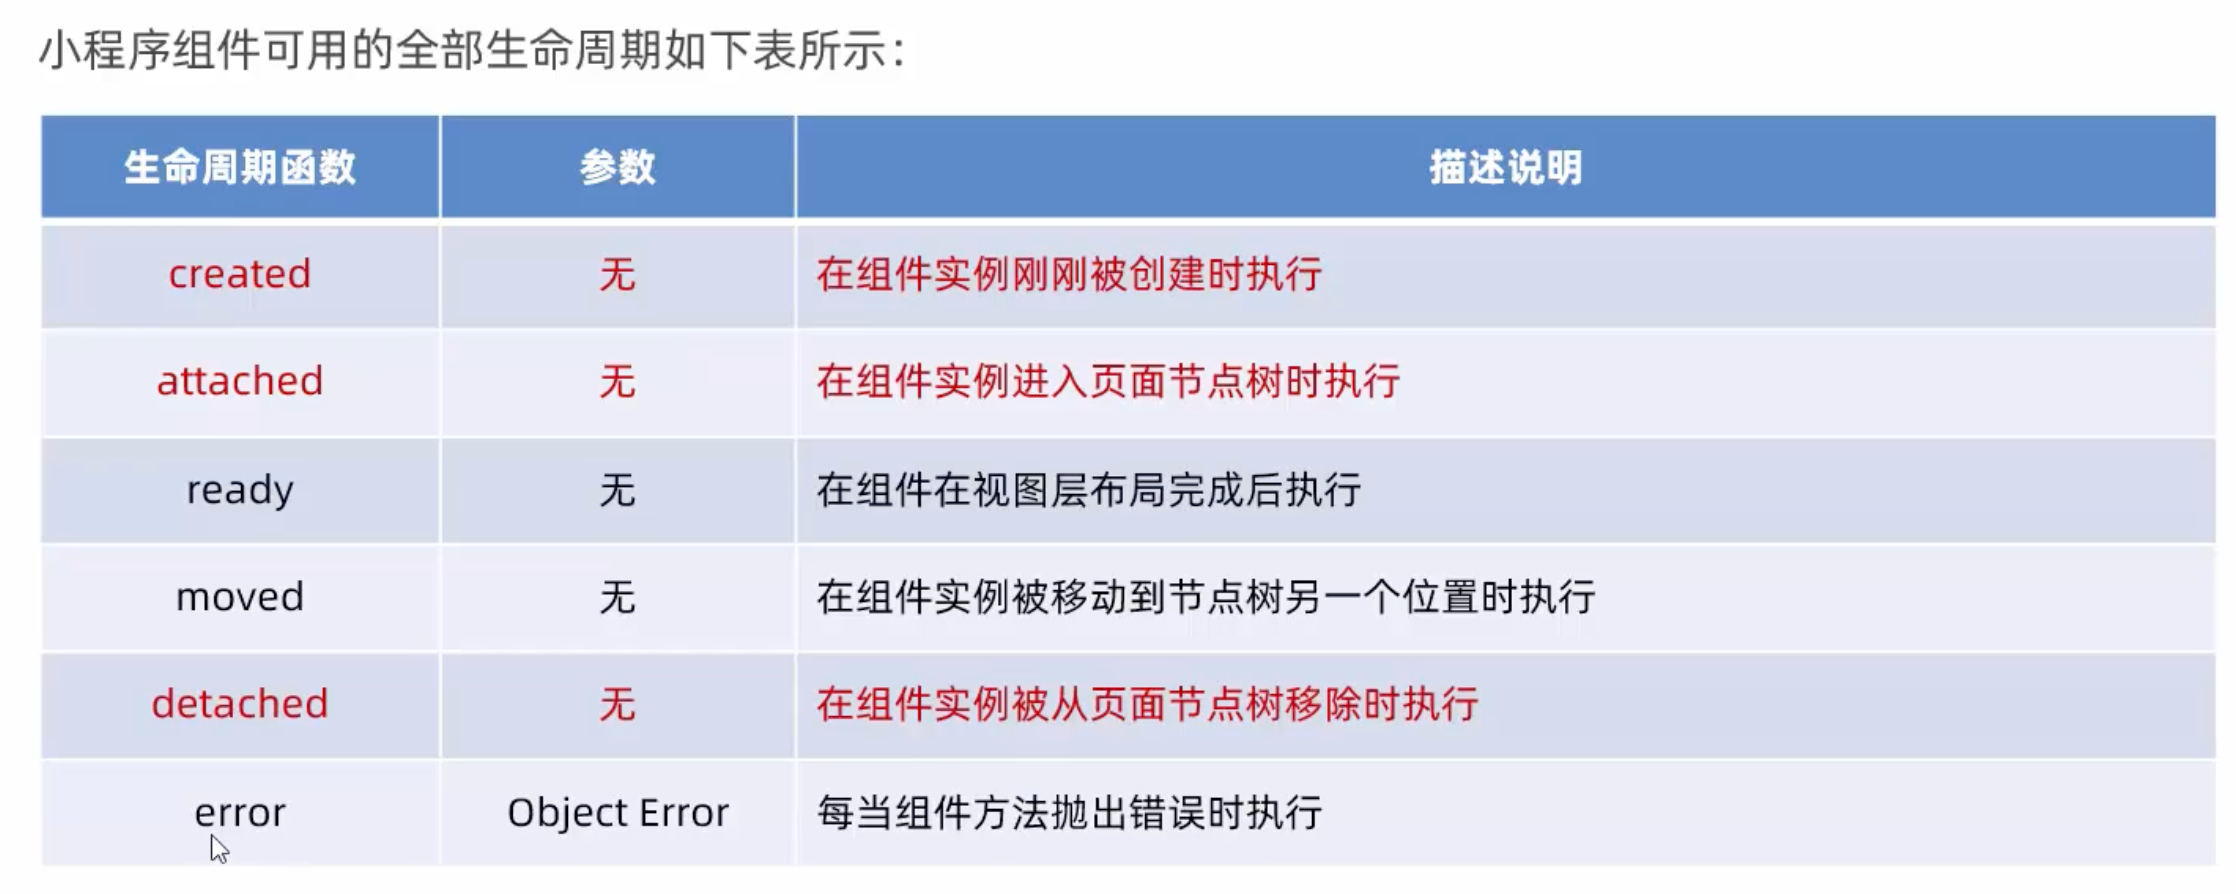 小程序组件可用的全部生命周期如下表所示：
生命周期函数 参数 描述说明
created 无 在组件实例刚刚被创建时执行
attached 无 在组件实例进入页面节点树时执行
ready 无 在组件在视图层布局完成后执行
moved 无 在组件实例被移动到节点树另一个位置时执行
detached 无 在组件实例被从页面节点树移除时执行
error Object Error 每当组件方法抛出错误时执行